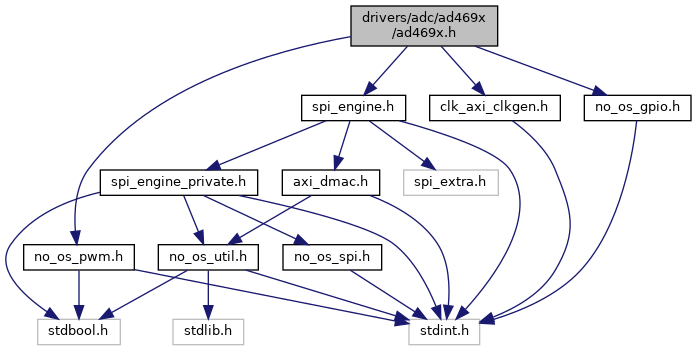 drivers/adc/ad469x
/ad469x.h
spi_engine.h
clk_axi_clkgen.h
no_os_gpio.h
spi_engine_private.h
axi_dmac.h
spi_extra.h
no_os_pwm.h
no_os_util.h
no_os_spi.h
stdbool.h
stdlib.h
stdint.h